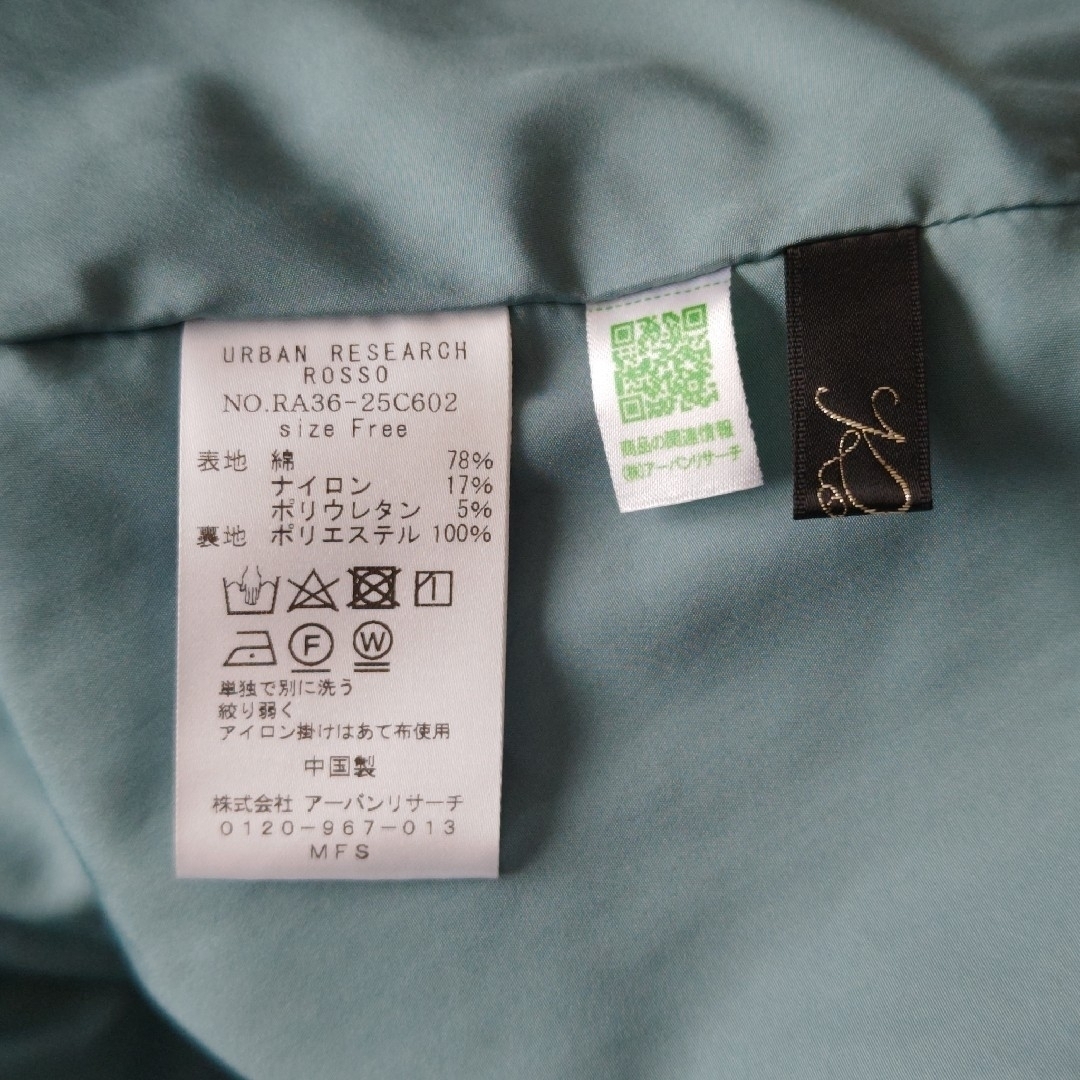 URBAN RESEARCH
ROSSO
NO.RA36-25C602
size Free
表地 綿 78%
ナイロン 17%
ポリウレタン 5%
裏地 ポリエステル 100%
F W
単独で別に洗う
絞り弱く
アイロン掛けはあて布使用
中国製
株式会社 アーバンリサーチ
0120-967-013
MFS
商品の関連情報
(株)アーバンリサーチ